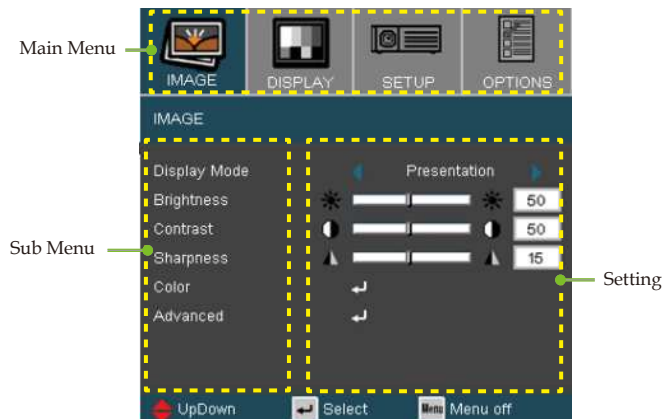 Main Menu
IMAGE DISPLAY SETUP OPTIONS
IMAGE
Display Mode Presentation
Brightness 50
Contrast 50
Sub Menu
Sharpness 15
Setting
Color
Advanced
UpDown Select Menu Menu off